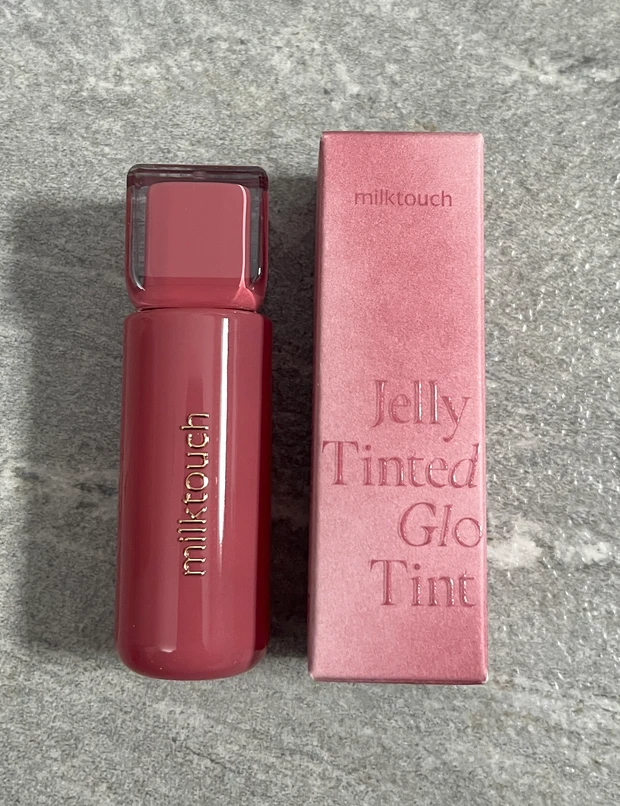 milktouch
milktouch
Jelly
Tinted
Glo
Tint